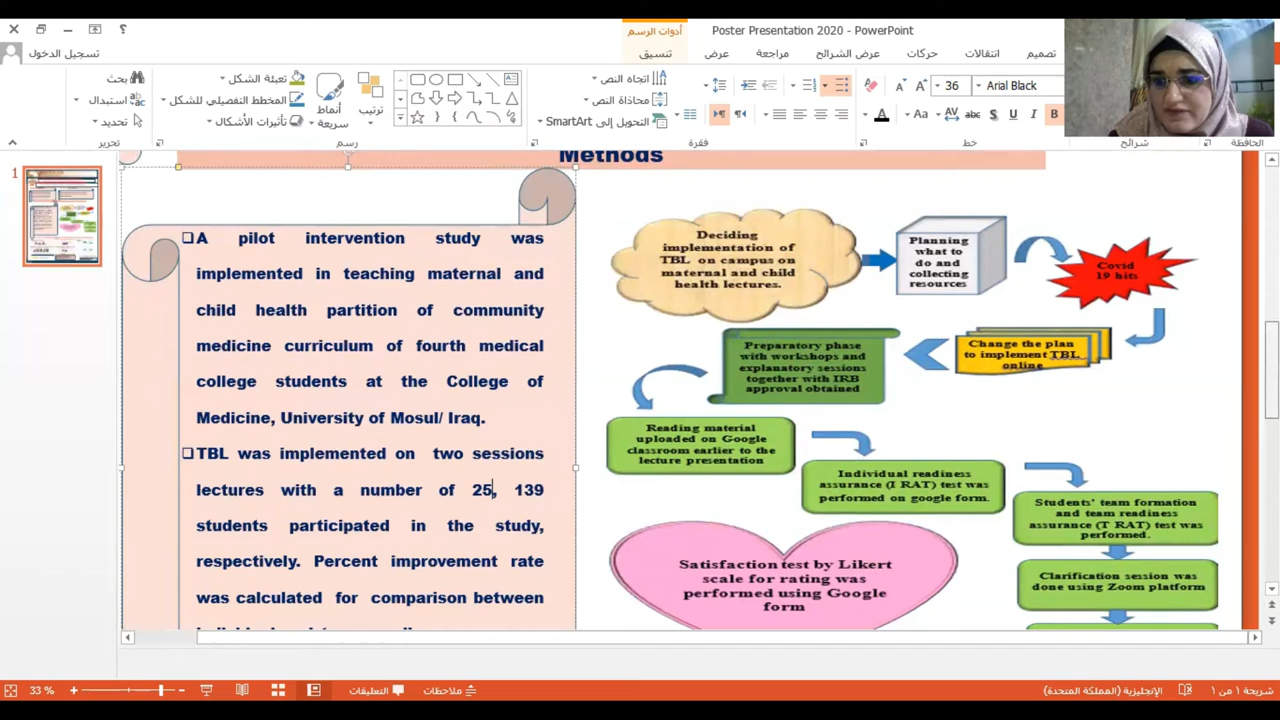 Poster Presentation 2020 - PowerPoint
أدوات الرسم
تسجيل الدخول
تنسيق
عرض
مراجعة
عرض الشرائح
حركات
انتقالات
تصميم
بحث
استبدال
تحديد
تعبئة الشكل
المخطط التفصيلي للشكل
تأثيرات الأشكال
أنماط سريعة
ترتيب
اتجاه النص
محاذاة النص
التحويل إلى SmartArt
36
Arial Black
تحرير
رسم
فقرة
خط
شرائح
الحافظة
1
Methods
A pilot intervention study was
implemented in teaching maternal and
child health partition of community
medicine curriculum of fourth medical
college students at the College of
Medicine, University of Mosul/ Iraq.
TBL was implemented on two sessions
lectures with a number of 25, 139
students participated in the study,
respectively. Percent improvement rate
was calculated for comparison between
Deciding
implementation of
TBL on campus on
maternal and child
health lectures.
Planning
what to
do and
collecting
resources
Covid
19 hits
Change the plan
to implement TBL
online
Preparatory phase
with workshops and
explanatory sessions
together with IRB
approval obtained
Reading material
uploaded on Google
classroom earlier to the
lecture presentation
Individual readiness
assurance (I RAT) test was
performed on google form.
Students' team formation
and team readiness
assurance (T RAT) test was
performed.
Clarification session was
done using Zoom platform
Satisfaction test by Likert
scale for rating was
performed using Google
form
33 %
التعليقات
ملاحظات
الإنجليزية (المملكة المتحدة)
شريحة ١ من ١